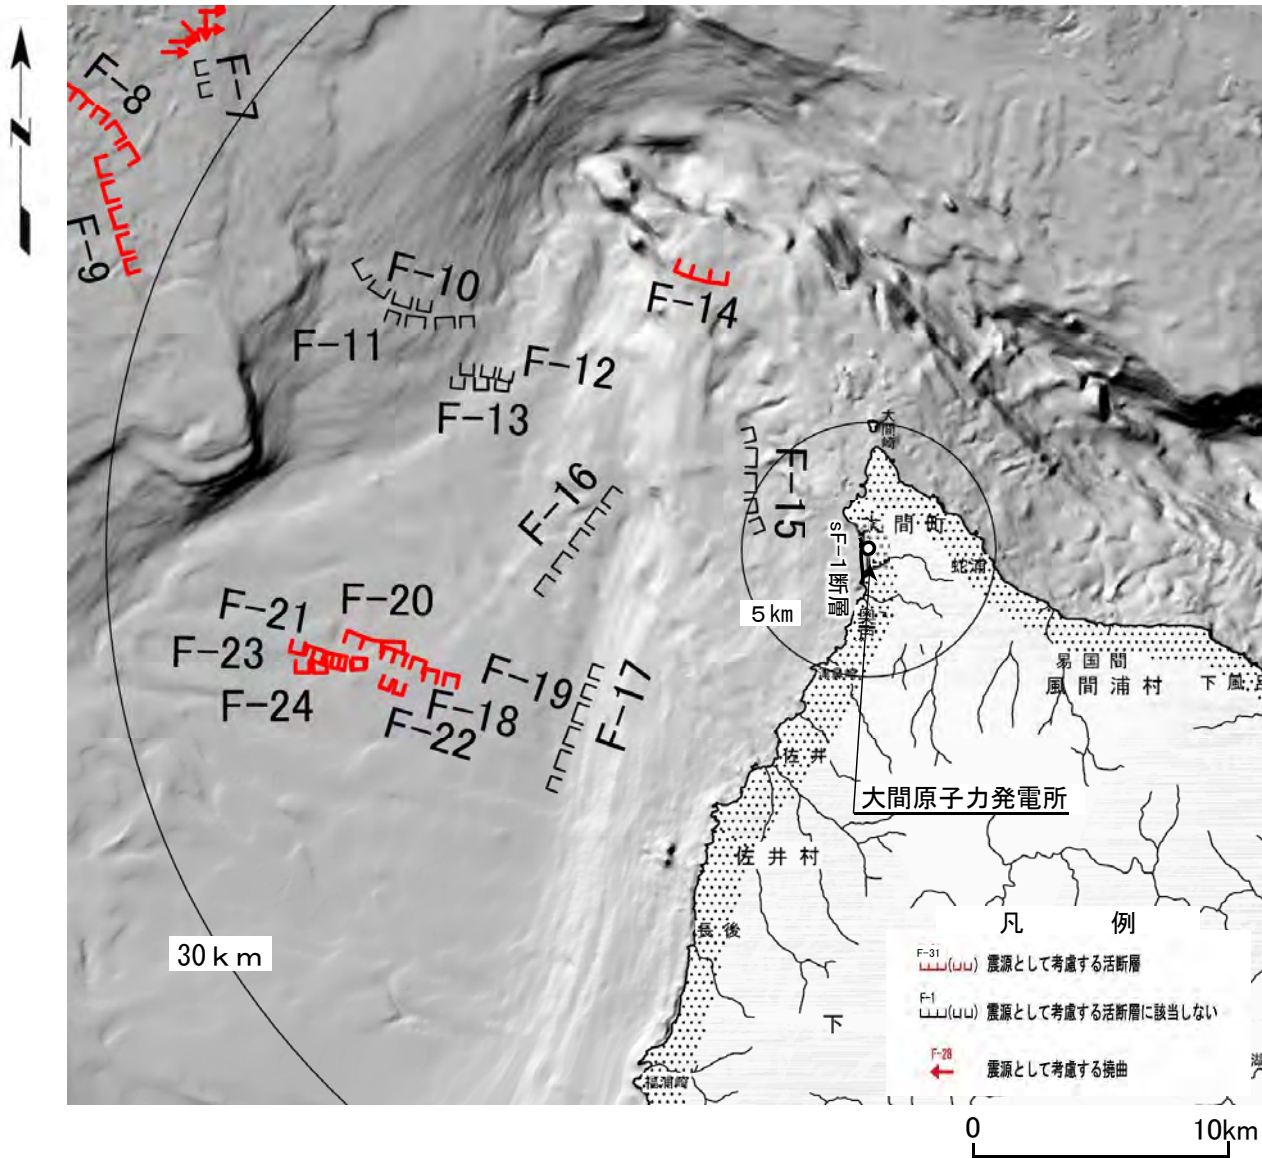 N
F-7
F-8
F-9
F-10
F-11
F-14
F-12
F-13
大間崎
F-15
F-16
大間町
sF-1断層
蛇浦
5km
F-20
F-21
F-23
F-24
F-19
F-18
F-22
F-17
易国間
風間浦村
下風
佐井
大間原子力発電所
佐井村
長後
30km
下
福浦崎
凡 例
F-31
(⊔⊔) 震源として考慮する活断層
F-1
(⊔⊔) 震源として考慮する活断層に該当しない
F-28
震源として考慮する撓曲
湖
0 10km